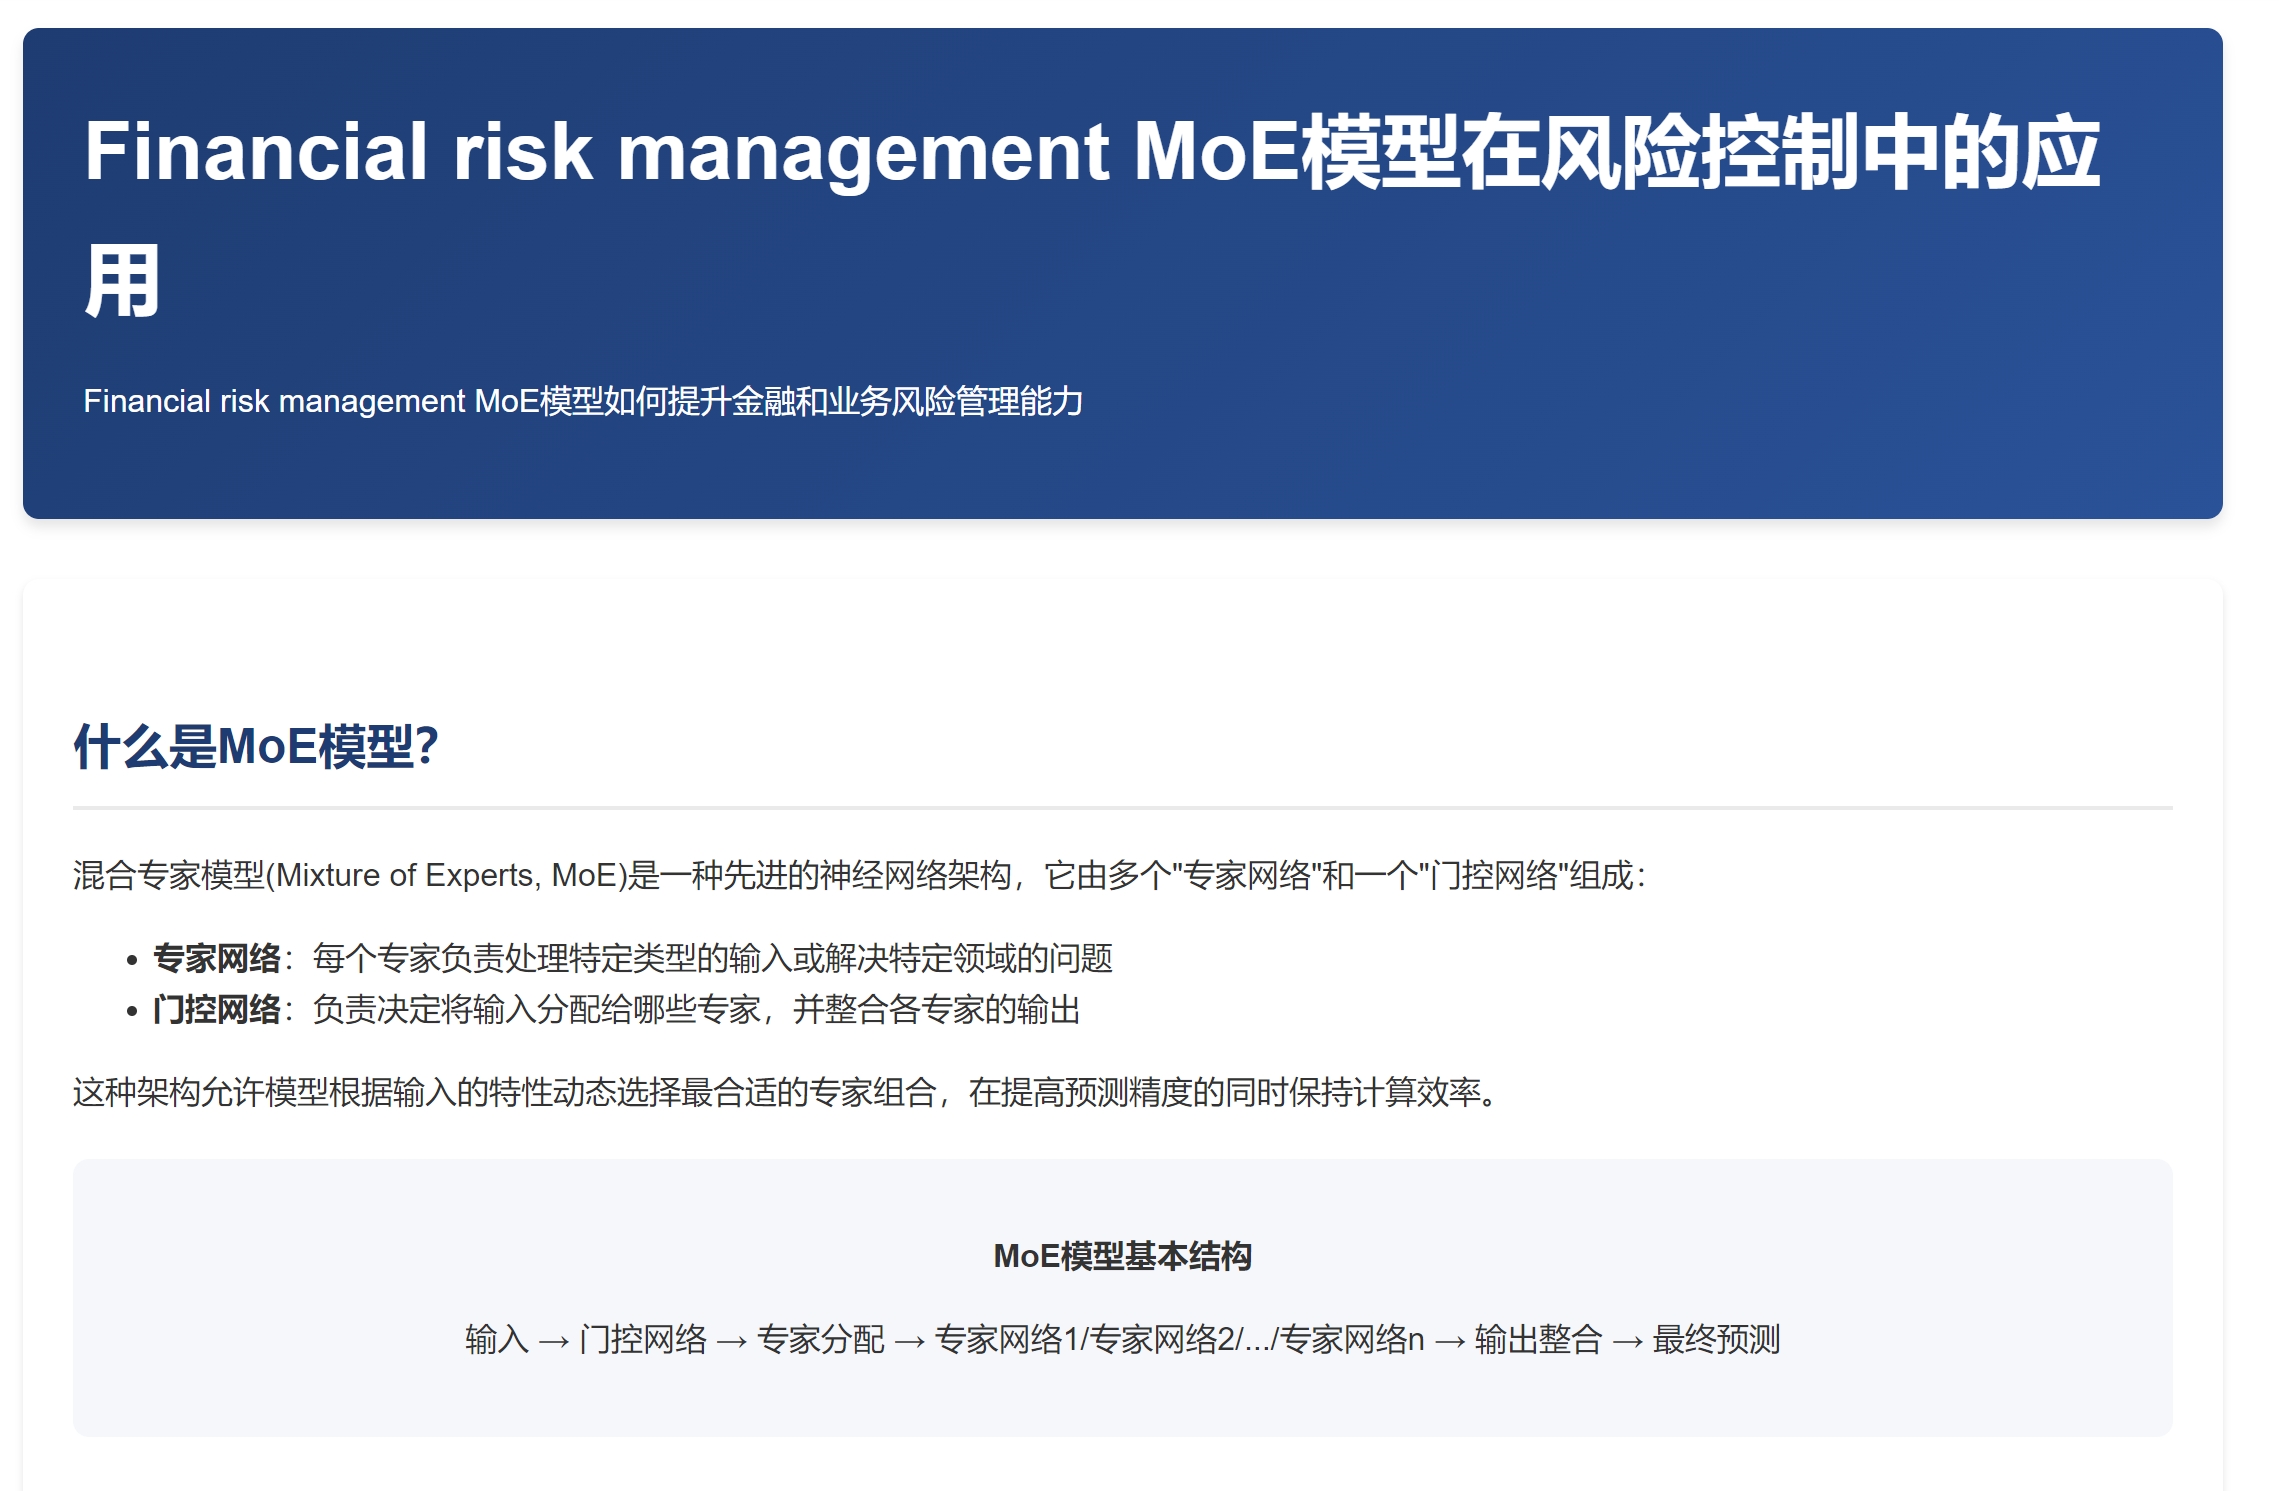 Financial risk management MoE模型在风险控制中的应
用
Financial risk management MoE模型如何提升金融和业务风险管理能力
什么是MoE模型？
混合专家模型(Mixture of Experts, MoE)是一种先进的神经网络架构，它由多个"专家网络"和一个"门控网络"组成：
• 专家网络：每个专家负责处理特定类型的输入或解决特定领域的问题
• 门控网络：负责决定将输入分配给哪些专家，并整合各专家的输出
这种架构允许模型根据输入的特性动态选择最合适的专家组合，在提高预测精度的同时保持计算效率。
MoE模型基本结构
输入 → 门控网络 → 专家分配 → 专家网络1/专家网络2/.../专家网络n → 输出整合 → 最终预测